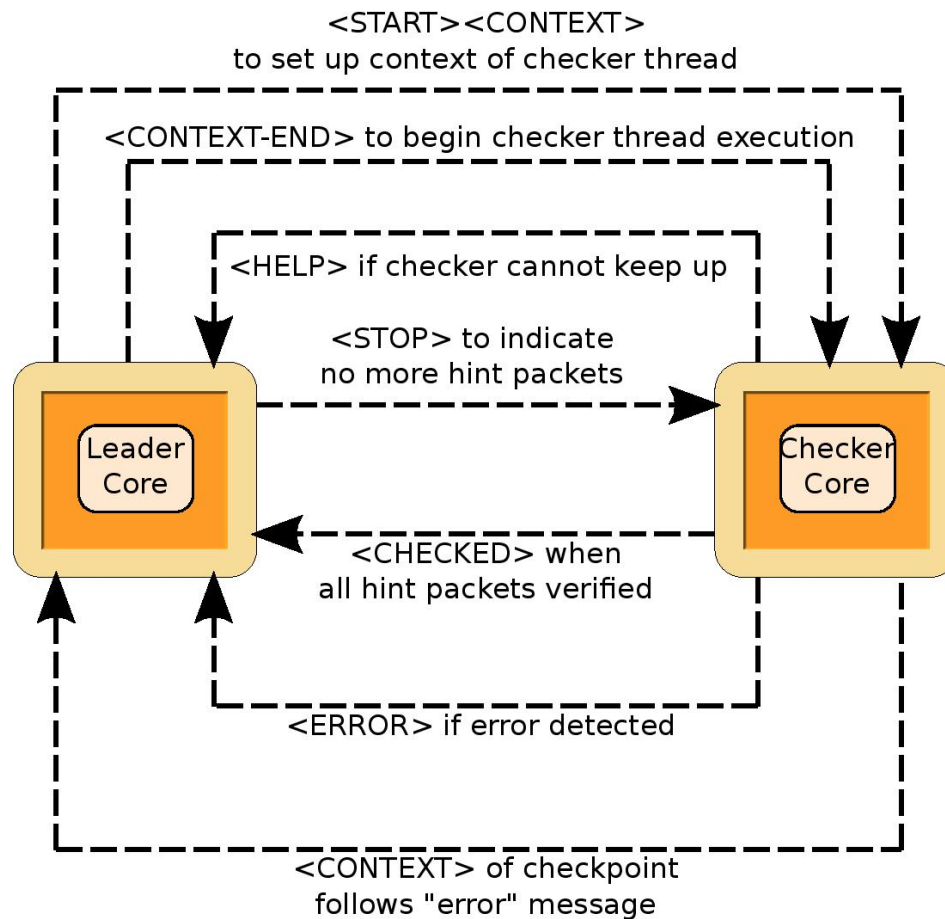 <START><CONTEXT>
to set up context of checker thread
<CONTEXT-END> to begin checker thread execution
<HELP> if checker cannot keep up
<STOP> to indicate
no more hint packets
Leader
Core
Checker
Core
<CHECKED> when
all hint packets verified
<ERROR> if error detected
<CONTEXT> of checkpoint
follows "error" message